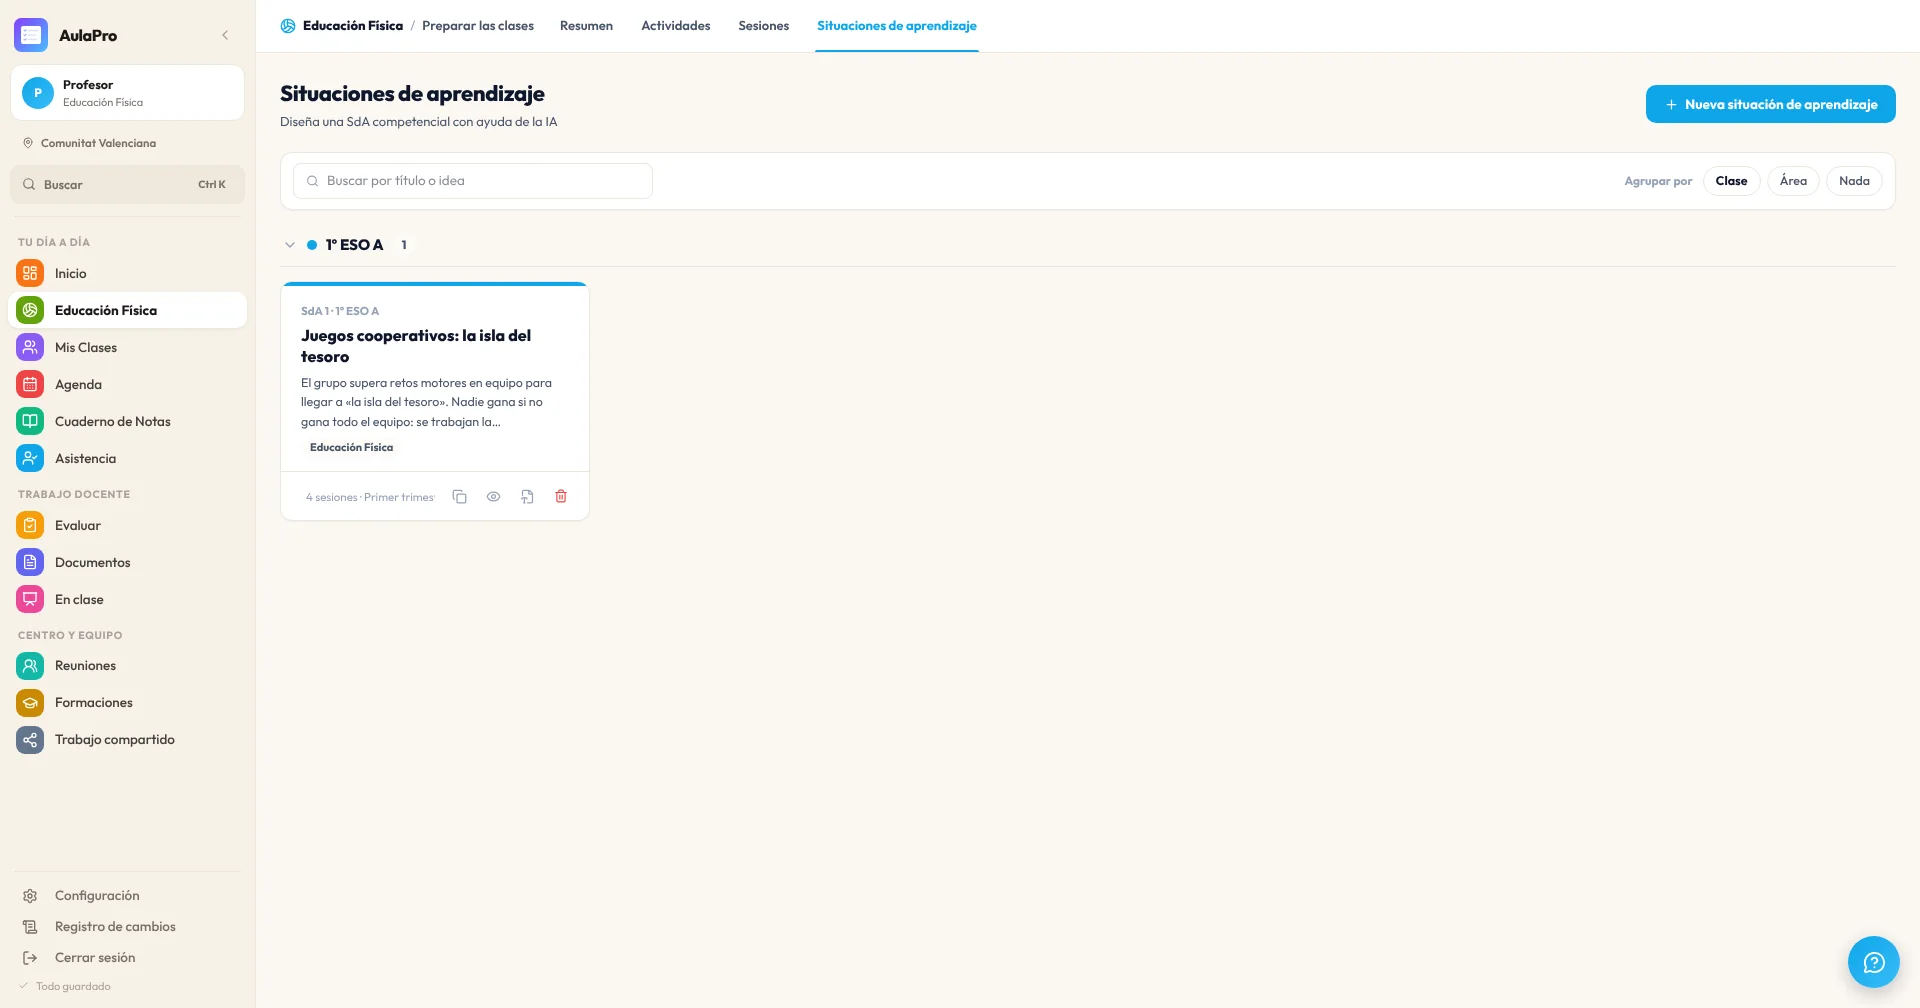 AulaPro
P
Profesor
Educación Física
Comunitat Valenciana
Buscar
Ctrl K
TU DÍA A DÍA
Inicio
Educación Física
Mis Clases
Agenda
Cuaderno de Notas
Asistencia
TRABAJO DOCENTE
Evaluar
Documentos
En clase
CENTRO Y EQUIPO
Reuniones
Formaciones
Trabajo compartido
Configuración
Registro de cambios
Cerrar sesión
Todo guardado
Educación Física / Preparar las clases
Resumen
Actividades
Sesiones
Situaciones de aprendizaje
Situaciones de aprendizaje
Diseña una SdA competencial con ayuda de la IA
+ Nueva situación de aprendizaje
Buscar por título o idea
Agrupar por
Clase
Área
Nada
1º ESO A 1
SdA 1 · 1º ESO A
Juegos cooperativos: la isla del
tesoro
El grupo supera retos motores en equipo para
llegar a «la isla del tesoro». Nadie gana si no
gana todo el equipo: se trabajan la…
Educación Física
4 sesiones · Primer trimes